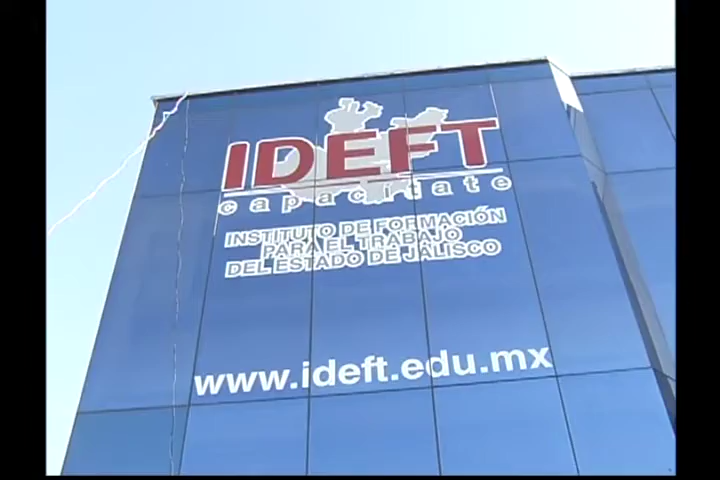 IDEFT
capacítate
INSTITUTO DE FORMACIÓN
PARA EL TRABAJO
DEL ESTADO DE JALISCO
www.ideft.edu.mx